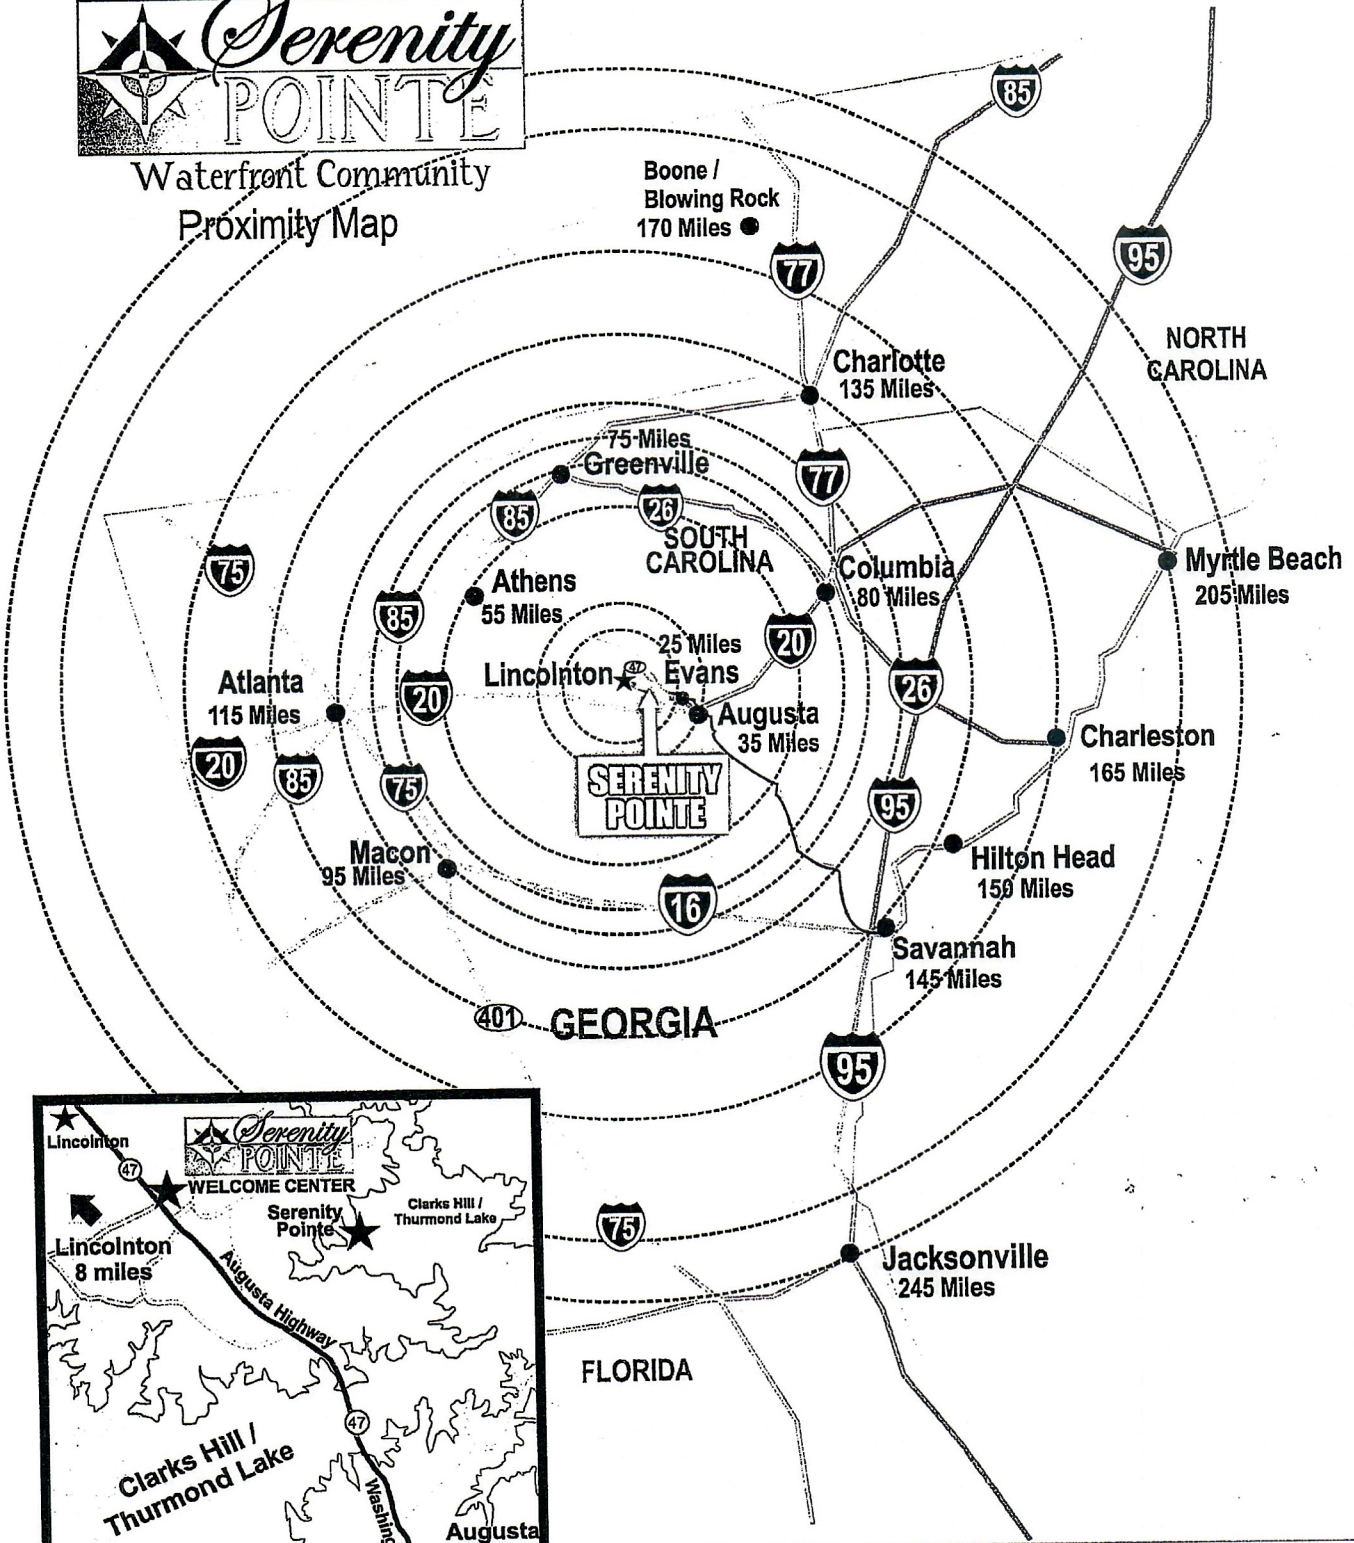 Serenity
POINTE
Waterfront Community
Proximity Map
85
Boone /
Blowing Rock
170 Miles
77
95
NORTH
CAROLINA
Charlotte
135 Miles
75 Miles
Greenville
77
85
26
SOUTH
CAROLINA
75
Athens
55 Miles
85
Columbia
80 Miles
Myrtle Beach
205 Miles
20
25 Miles
Lincolnton
47
Evans
Atlanta
115 Miles
20
26
Augusta
35 Miles
Charleston
165 Miles
20
85
75
SERENITY
POINTE
95
Macon
95 Miles
Hilton Head
150 Miles
16
Savannah
145 Miles
401
GEORGIA
95
75
Jacksonville
245 Miles
FLORIDA
Lincolnton
47
Serenity
POINTE
WELCOME CENTER
Serenity
Pointe
Clarks Hill /
Thurmond Lake
Lincolnton
8 miles
Augusta Highway
47
Clarks Hill /
Thurmond Lake
Washing
Augusta